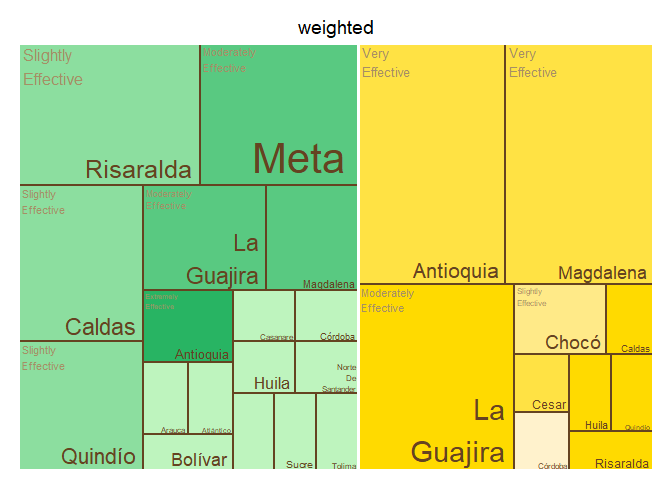 weighted
Slightly
Effective
Risaralda
Moderately
Effective
Meta
Slightly
Effective
Caldas
Moderately
Effective
La
Guajira
Magdalena
Slightly
Effective
Quindío
Extremely
Effective
Antioquia
Casanare
Córdoba
Huila
Norte
De
Santander
Arauca
Atlántico
Bolívar
Sucre
Tolima
Very
Effective
Antioquia
Very
Effective
Magdalena
Moderately
Effective
La
Guajira
Slightly
Effective
Chocó
Caldas
Cesar
Huila
Quindío
Córdoba
Risaralda